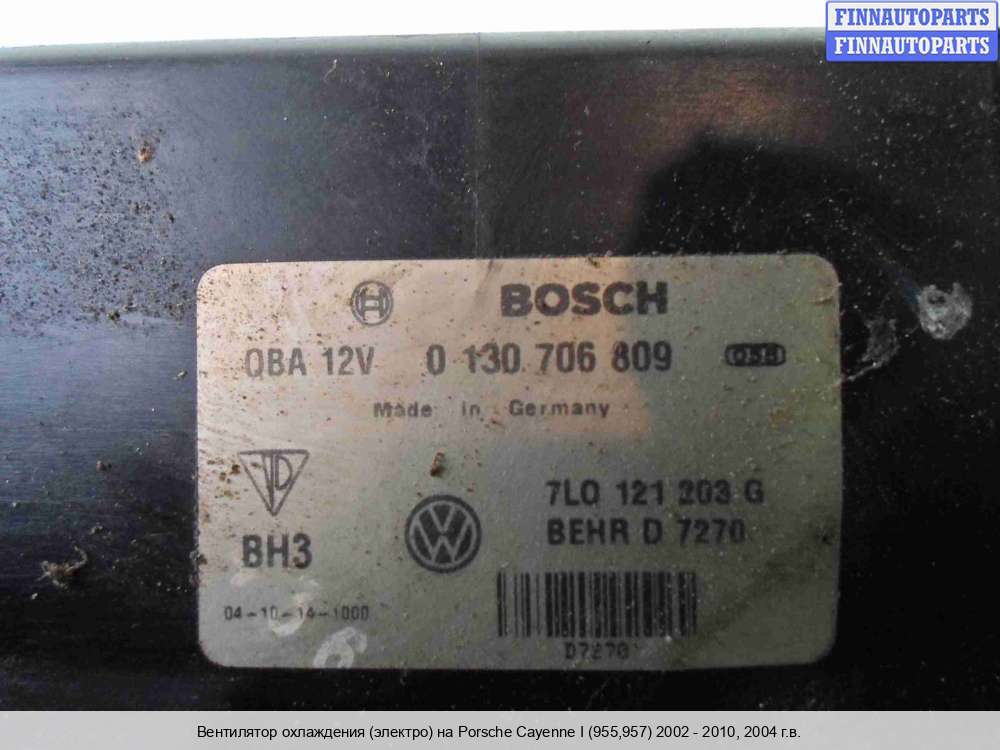 FINNAUTOPARTS
FINNAUTOPARTS
BOSCH
QBA 12V 0 130 706 809
Made in Germany
7L0 121 203 G
BEHR D 7270
BH3
04-10-14-1000
D7270
Вентилятор охлаждения (электро) на Porsche Cayenne I (955,957) 2002 - 2010, 2004 г.в.